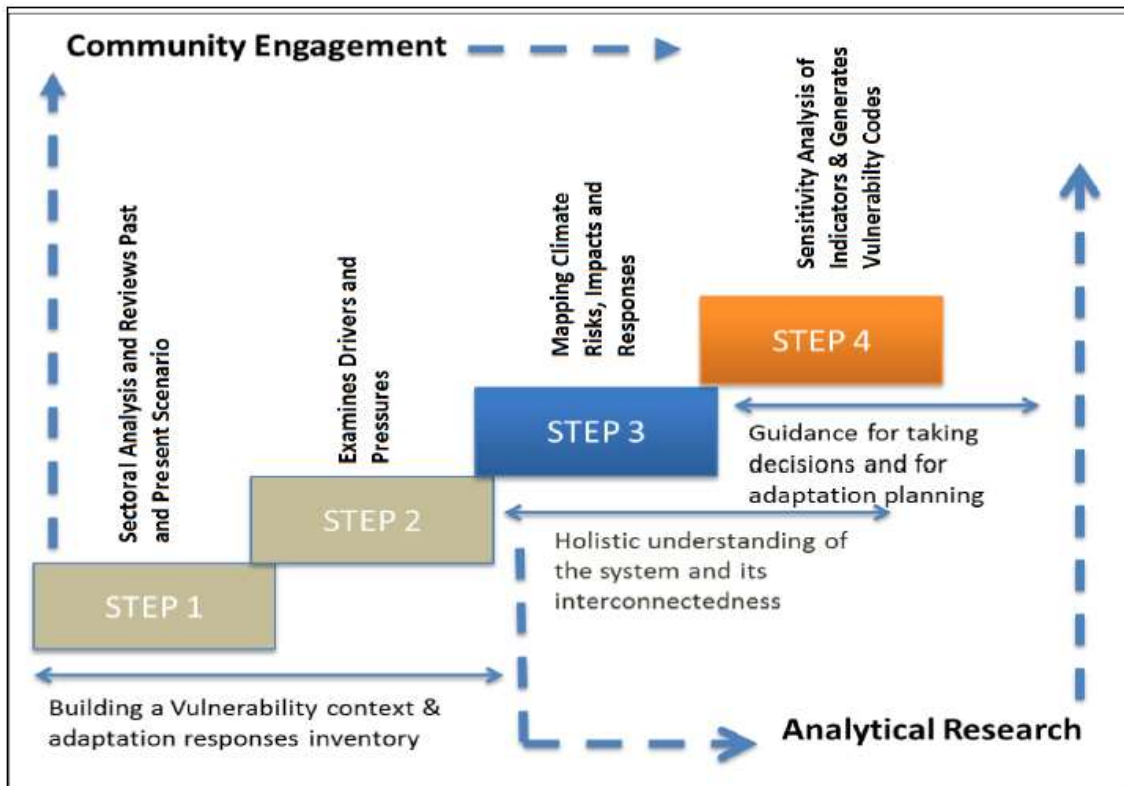 Community Engagement
Sectoral Analysis and Reviews Past
and Present Scenario
Examines Drivers and
Pressures
Mapping Climate
Risks, Impacts and
Responses
Sensitivity Analysis of
Indicators & Generates
Vulnerabilty Codes
STEP 4
STEP 3
Guidance for taking
decisions and for
adaptation planning
STEP 2
Holistic understanding of
the system and its
interconnectedness
STEP 1
Building a Vulnerability context &
adaptation responses inventory
Analytical Research